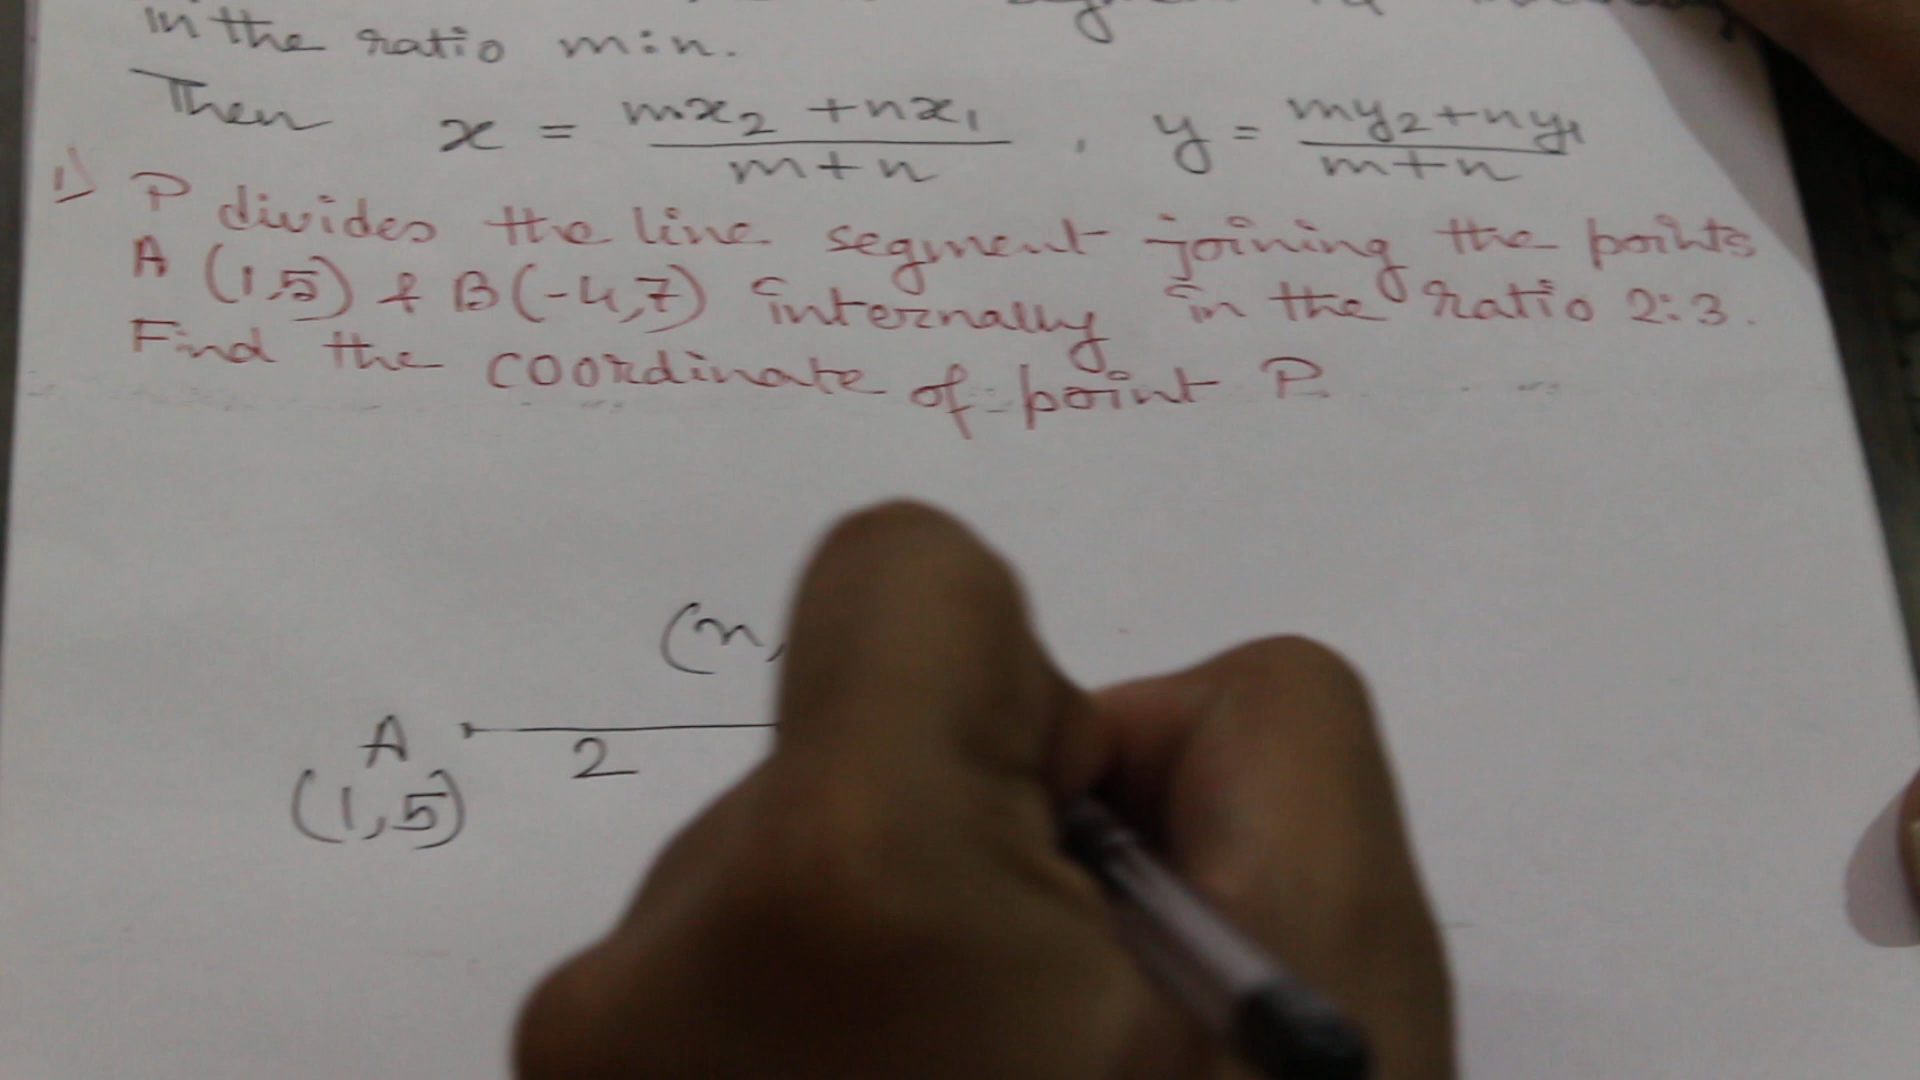 in the ratio m:n.
Then x = mx₂ + nx₁ / m+n , y = my₂ + ny₁ / m+n
1) P divides the line segment joining the points
A (1,5) & B(-4,7) internally in the ratio 2:3.
Find the coordinate of point P.
(x,
A 2
(1,5)